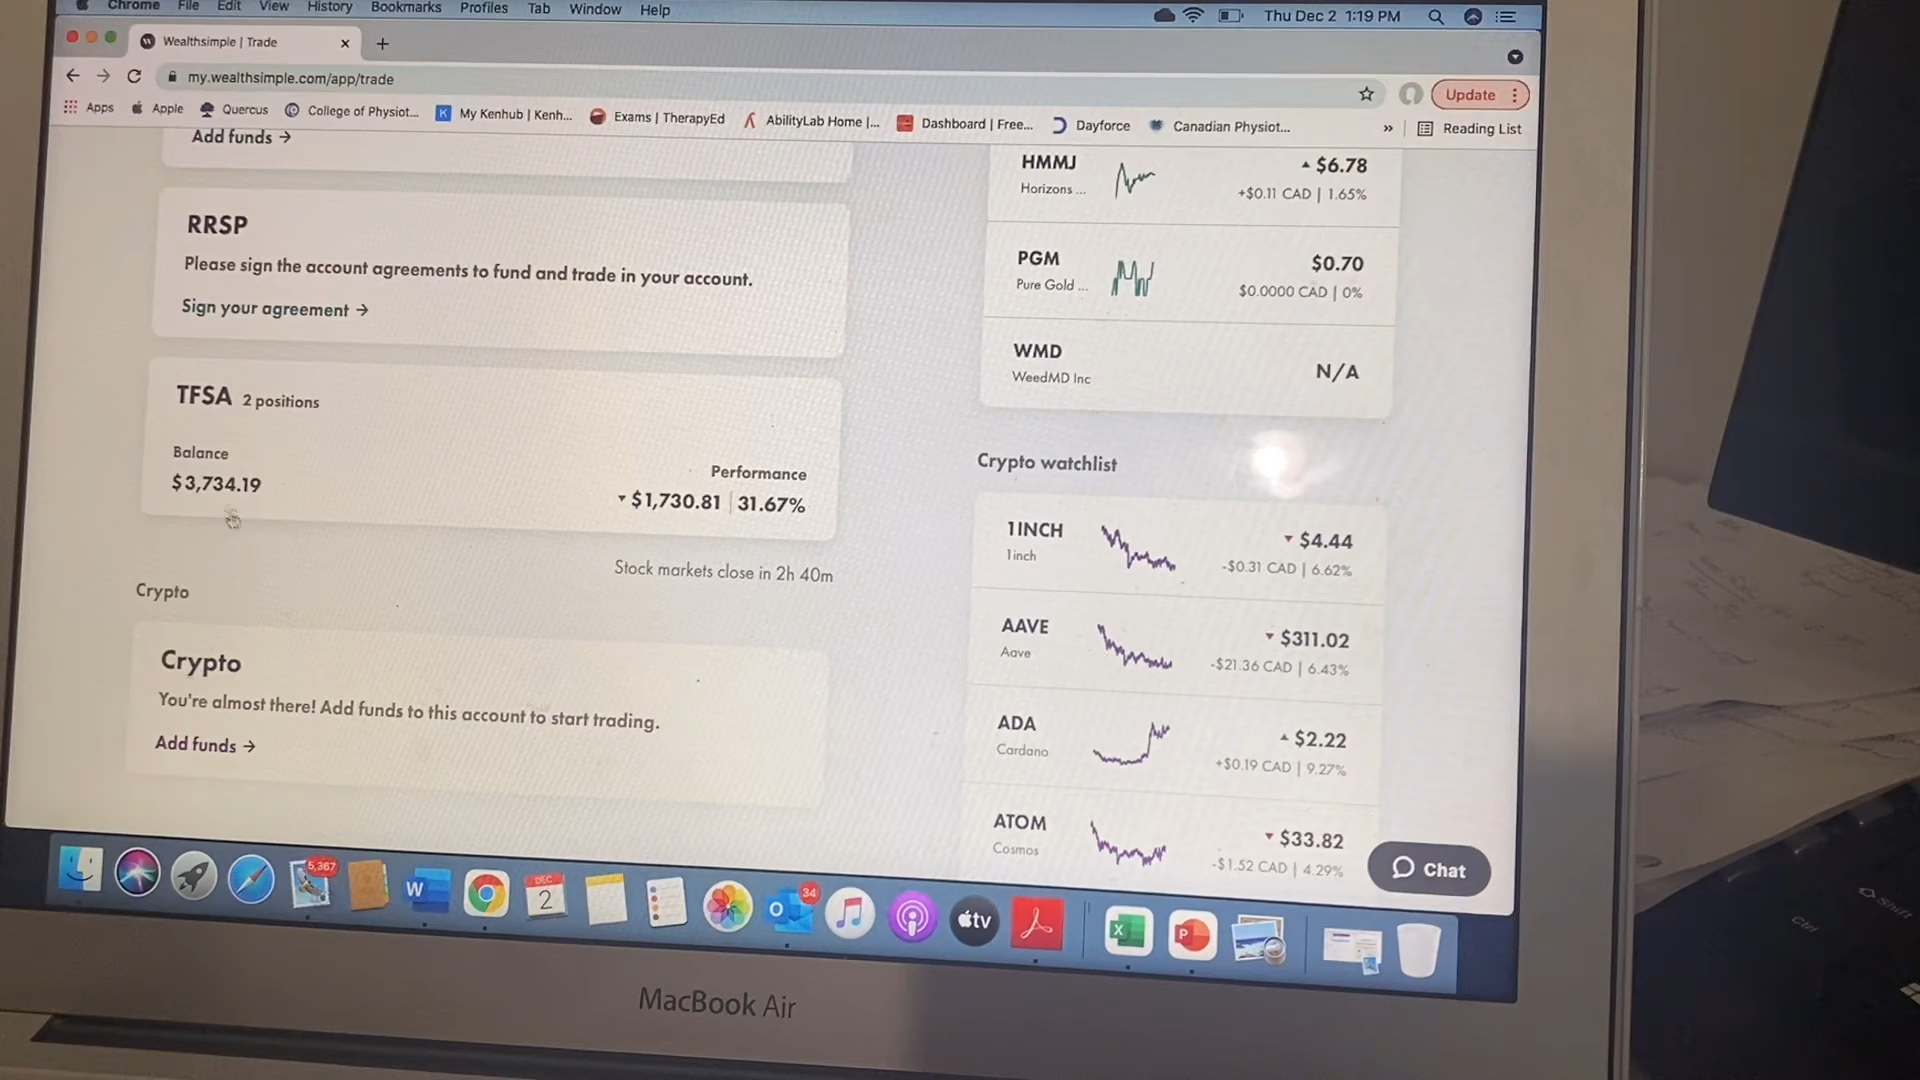 Chrome File Edit View History Bookmarks Profiles Tab Window Help
Thu Dec 2 1:19 PM
Wealthsimple | Trade
my.wealthsimple.com/app/trade
Update
Apps Apple Quercus College of Physiot... My Kenhub | Kenh... Exams | TherapyEd AbilityLab Home |... Dashboard | Free... Dayforce Canadian Physiot... » Reading List
Add funds →
RRSP
Please sign the account agreements to fund and trade in your account.
Sign your agreement →
TFSA 2 positions
Balance
$3,734.19
Performance
▼ $1,730.81 | 31.67%
Stock markets close in 2h 40m
Crypto
Crypto
You're almost there! Add funds to this account to start trading.
Add funds →
HMMJ
Horizons ...
▲ $6.78
+$0.11 CAD | 1.65%
PGM
Pure Gold ...
$0.70
$0.0000 CAD | 0%
WMD
WeedMD Inc
N/A
Crypto watchlist
1INCH
1inch
▼ $4.44
-$0.31 CAD | 6.62%
AAVE
Aave
▼ $311.02
-$21.36 CAD | 6.43%
ADA
Cardano
▲ $2.22
+$0.19 CAD | 9.27%
ATOM
Cosmos
▼ $33.82
-$1.52 CAD | 4.29%
Chat
5,367
W
DEC
2
34
O
tv
X
P
MacBook Air
Shift
Ctrl